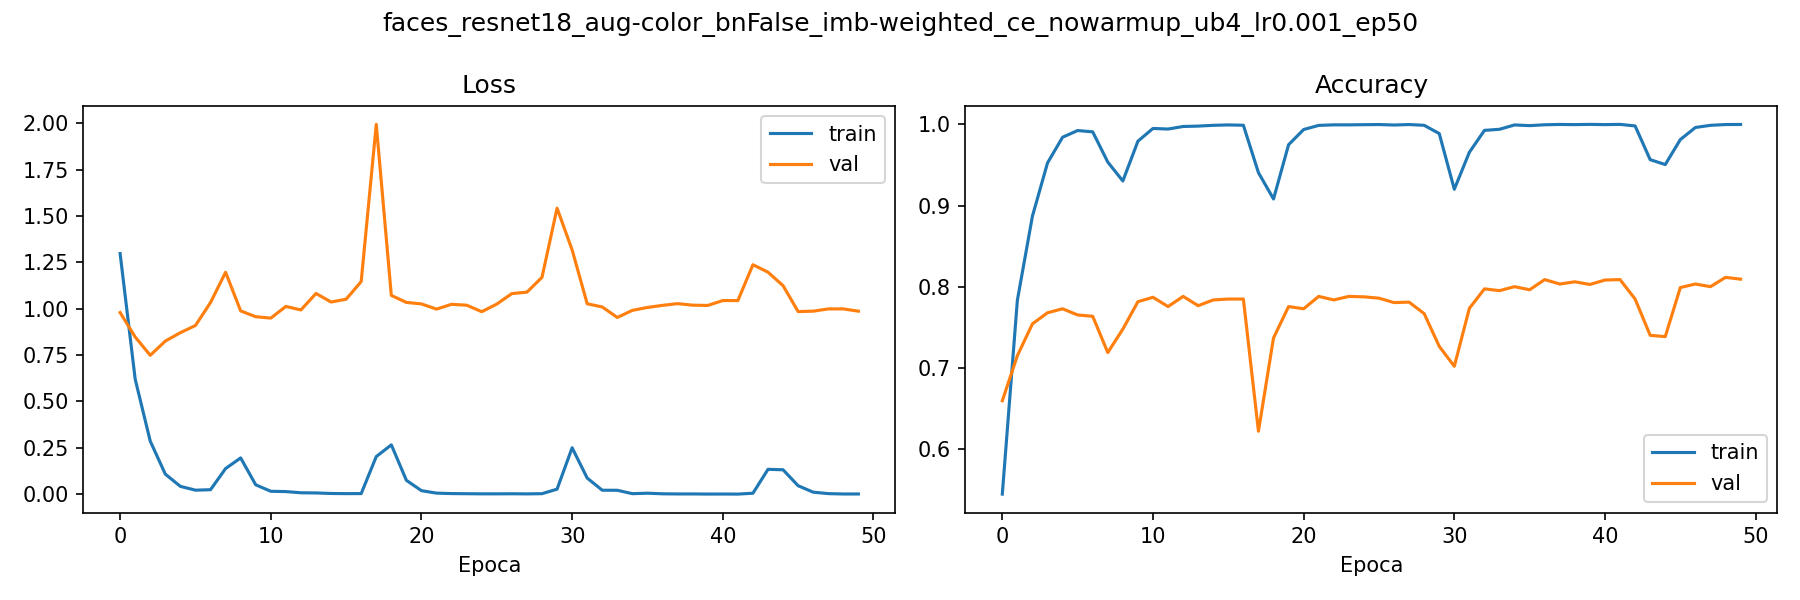 faces_resnet18_aug-color_bnFalse_imb-weighted_ce_nowarmup_ub4_lr0.001_ep50
Loss
2.00
1.75
1.50
1.25
1.00
0.75
0.50
0.25
0.00
0
10
20
30
40
50
Epoca
train
val
Accuracy
1.0
0.9
0.8
0.7
0.6
0
10
20
30
40
50
Epoca
train
val